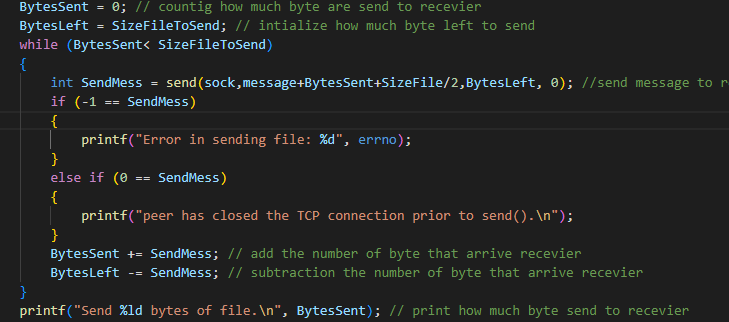 BytesSent = 0; // countig how much byte are send to recevier
BytesLeft = SizeFileToSend; // intialize how much byte left to send
while (BytesSent< SizeFileToSend)
{
int SendMess = send(sock,message+BytesSent+SizeFile/2,BytesLeft, 0); //send message to r
if (-1 == SendMess)
{
printf("Error in sending file: %d", errno);
}
else if (0 == SendMess)
{
printf("peer has closed the TCP connection prior to send().\n");
}
BytesSent += SendMess; // add the number of byte that arrive recevier
BytesLeft -= SendMess; // subtraction the number of byte that arrive recevier
}
printf("Send %ld bytes of file.\n", BytesSent); // print how much byte send to recevier